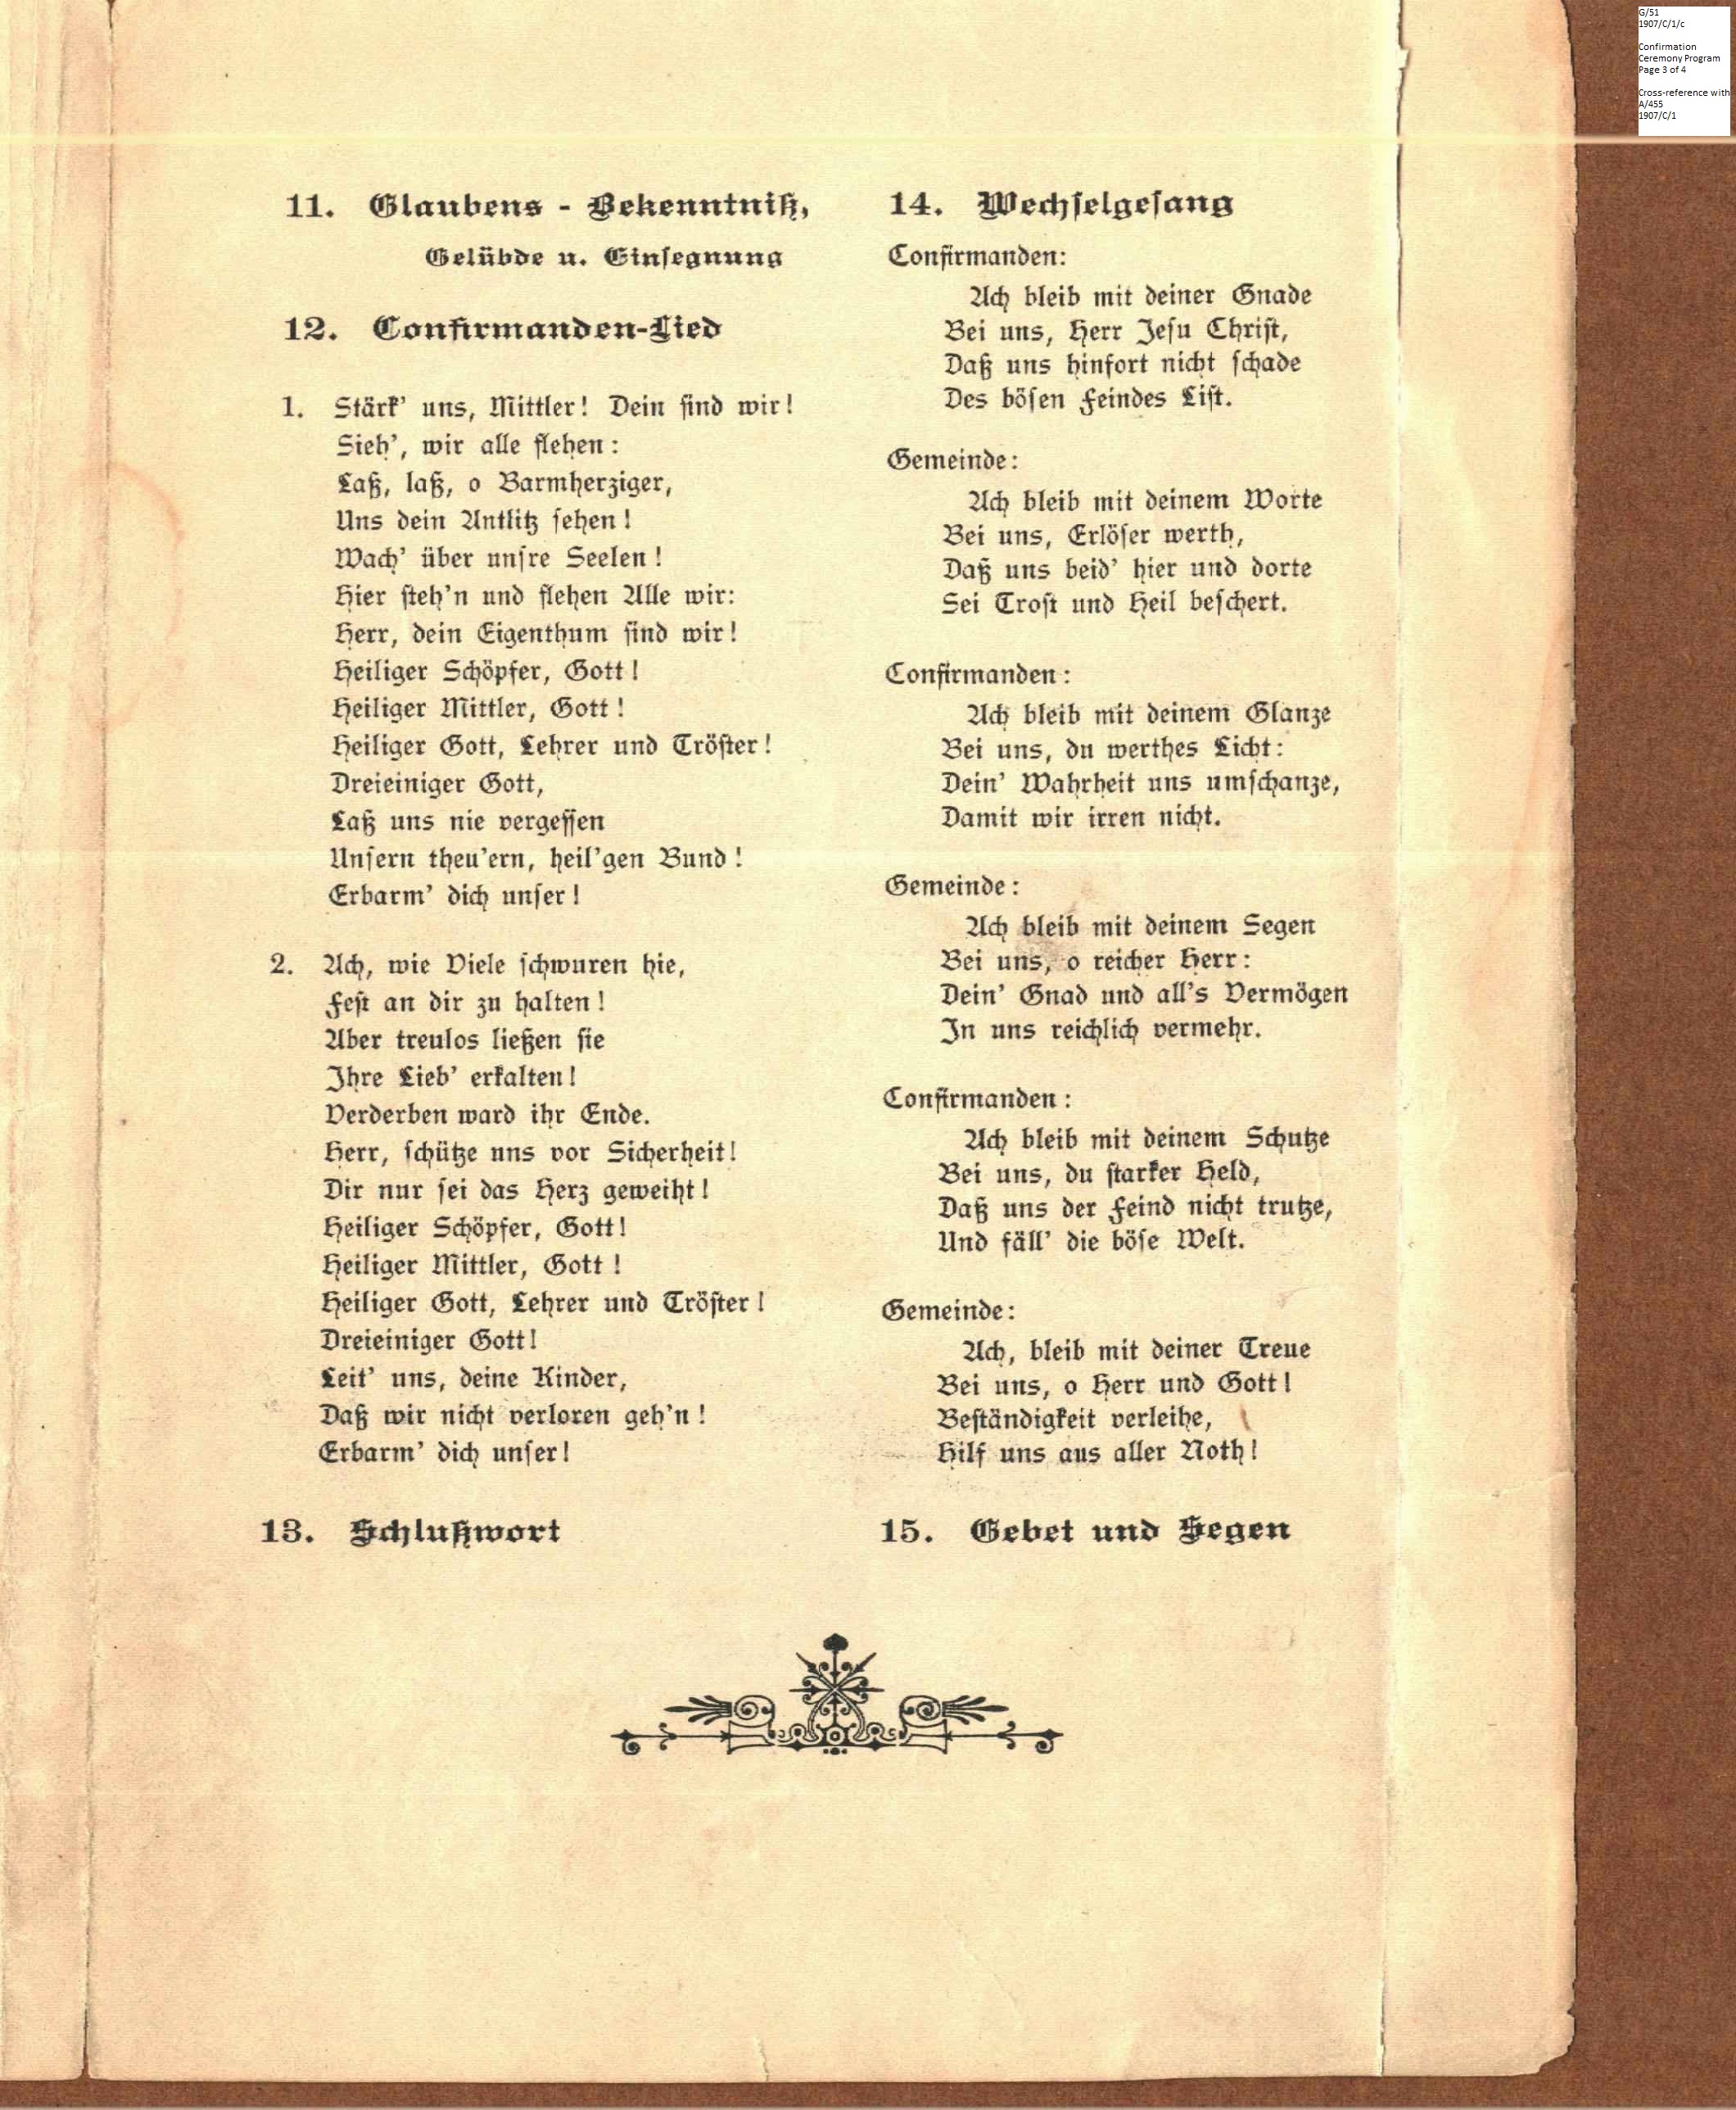 G/51
1907/C/1/c
Confirmation
Ceremony Program
Page 3 of 4
Cross-reference with
A/455
1907/C/1
11. Glaubens - Bekenntniß,
Gelübde u. Einsegnung
12. Confirmanden-Lied
1. Stärk' uns, Mittler! Dein sind wir!
Sieh', wir alle flehen:
Laß, laß, o Barmherziger,
Uns dein Antlitz sehen!
Wach' über unsre Seelen!
Hier steh'n und flehen Alle wir:
Herr, dein Eigenthum sind wir!
Heiliger Schöpfer, Gott!
Heiliger Mittler, Gott!
Heiliger Gott, Lehrer und Tröster!
Dreieiniger Gott,
Laß uns nie vergessen
Unsern theu'ern, heil'gen Bund!
Erbarm' dich unser!
2. Ach, wie Viele schwuren hie,
Fest an dir zu halten!
Aber treulos ließen sie
Ihre Lieb' erkalten!
Verderben ward ihr Ende.
Herr, schütze uns vor Sicherheit!
Dir nur sei das Herz geweiht!
Heiliger Schöpfer, Gott!
Heiliger Mittler, Gott!
Heiliger Gott, Lehrer und Tröster!
Dreieiniger Gott!
Leit' uns, deine Kinder,
Daß wir nicht verloren geh'n!
Erbarm' dich unser!
13. Schlußwort
14. Wechselgesang
Confirmanden:
Ach bleib mit deiner Gnade
Bei uns, Herr Jesu Christ,
Daß uns hinfort nicht schade
Des bösen Feindes List.
Gemeinde:
Ach bleib mit deinem Worte
Bei uns, Erlöser werth,
Daß uns beid' hier und dorte
Sei Trost und Heil beschert.
Confirmanden:
Ach bleib mit deinem Glanze
Bei uns, du werthes Licht:
Dein' Wahrheit uns umschanze,
Damit wir irren nicht.
Gemeinde:
Ach bleib mit deinem Segen
Bei uns, o reicher Herr:
Dein' Gnad und all's Vermögen
In uns reichlich vermehr.
Confirmanden:
Ach bleib mit deinem Schutze
Bei uns, du starker Held,
Daß uns der Feind nicht trutze,
Und fäll' die böse Welt.
Gemeinde:
Ach, bleib mit deiner Treue
Bei uns, o Herr und Gott!
Beständigkeit verleihe,
Hilf uns aus aller Noth!
15. Gebet und Segen